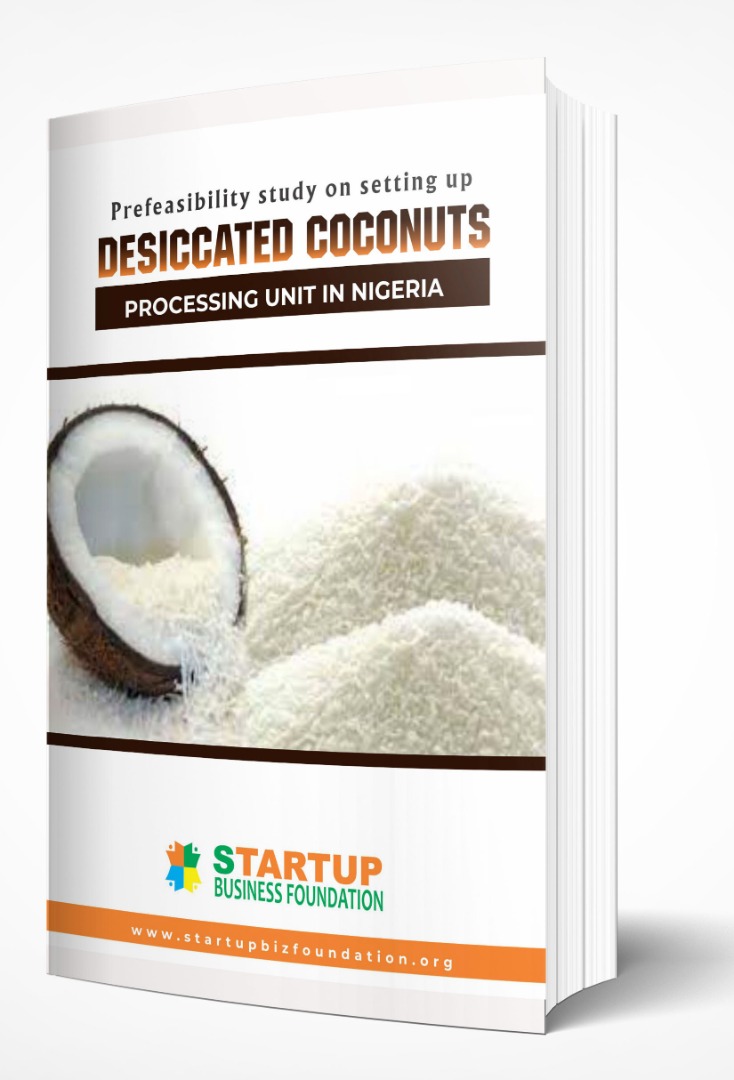 Prefeasibility study on setting up
DESICCATED COCONUTS
PROCESSING UNIT IN NIGERIA
STARTUP
BUSINESS FOUNDATION
www.startupbizfoundation.org